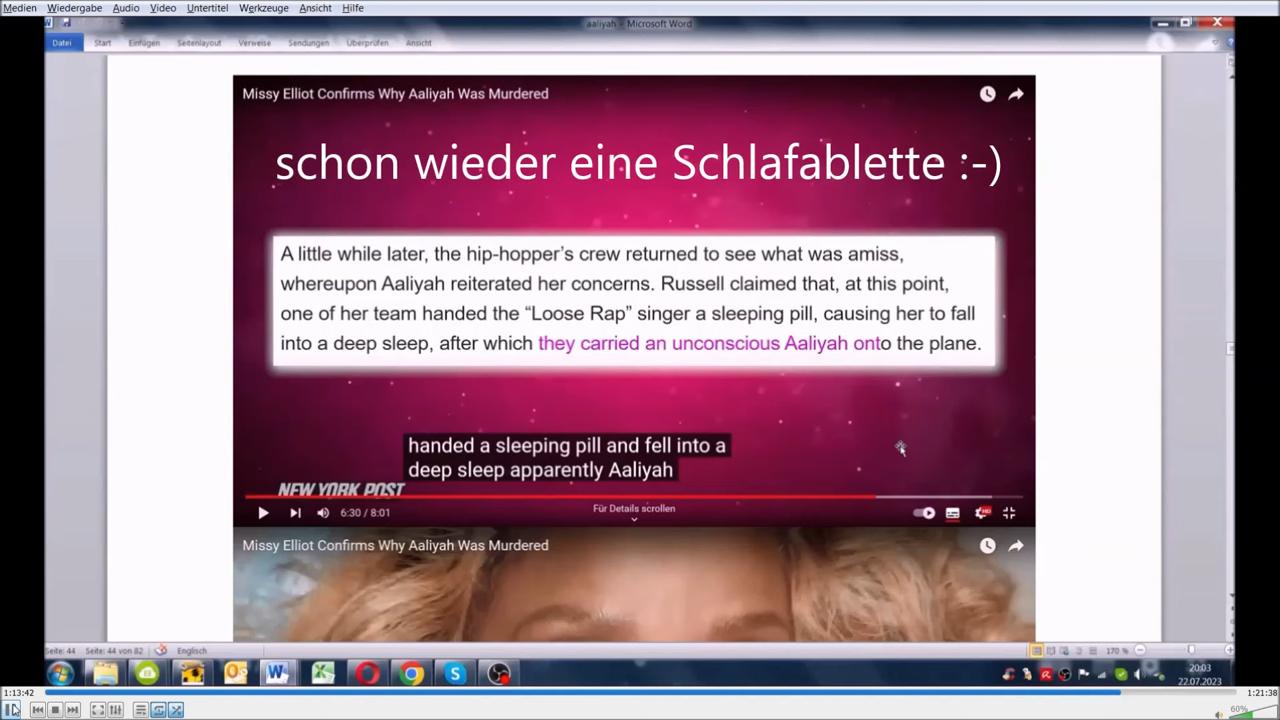 Medien Wiedergabe Audio Video Untertitel Werkzeuge Ansicht Hilfe
aaliyah - Microsoft Word
Datei Start Einfügen Seitenlayout Verweise Sendungen Überprüfen Ansicht
Missy Elliot Confirms Why Aaliyah Was Murdered
schon wieder eine Schlafablette :-)
A little while later, the hip-hopper's crew returned to see what was amiss,
whereupon Aaliyah reiterated her concerns. Russell claimed that, at this point,
one of her team handed the “Loose Rap” singer a sleeping pill, causing her to fall
into a deep sleep, after which they carried an unconscious Aaliyah onto the plane.
handed a sleeping pill and fell into a
deep sleep apparently Aaliyah
NEW YORK POST
6:30 / 8:01
Für Details scrollen
HD
Missy Elliot Confirms Why Aaliyah Was Murdered
Seite: 44 Seite: 44 von 82 Englisch 170 %
20:03
22.07.2023
1:13:42 1:21:38
60%